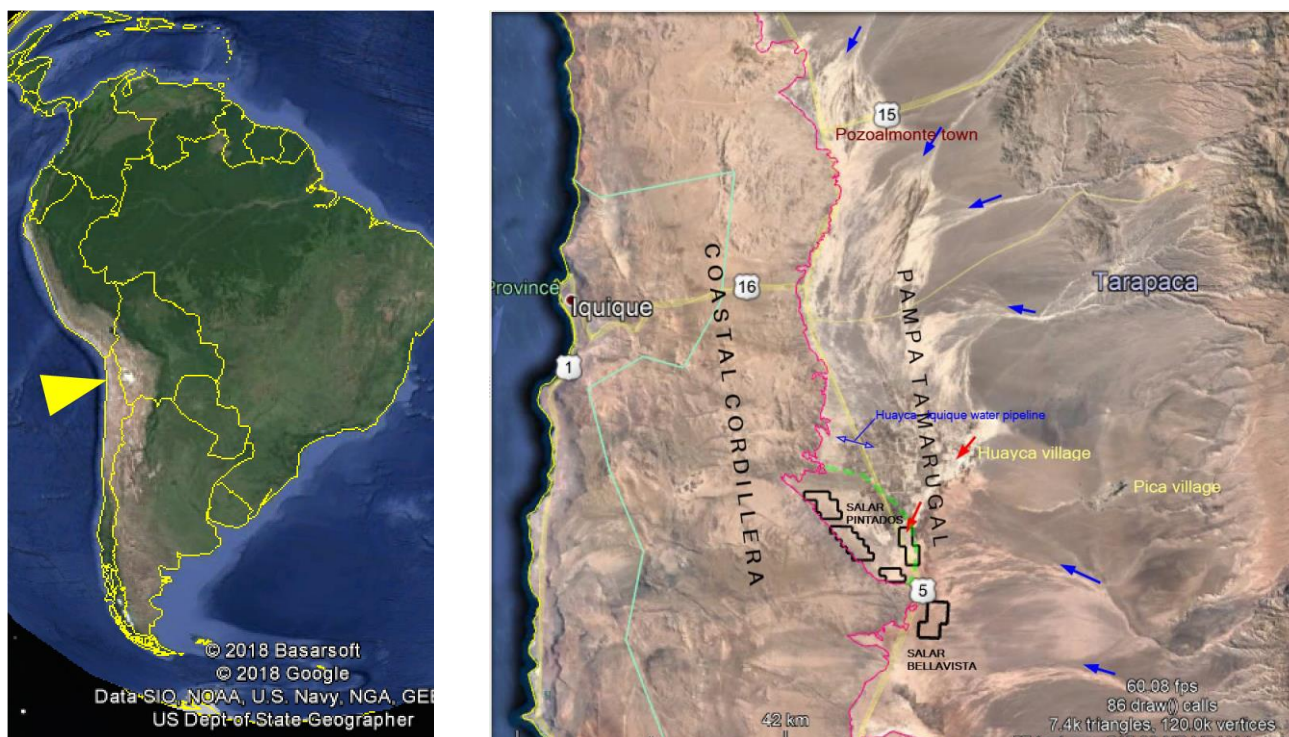 © 2018 Basarsoft
© 2018 Google
Data SIO, NOAA, U.S. Navy, NGA, GEB
US Dept of State Geographer
15
Pozoalmonte town
COASTAL CORDILLERA
PAMPA TAMARUGAL
Tarapaca
16
Province
Iquique
1
Huayca - Iquique water pipeline
Huayca village
Pica village
SALAR
PINTADOS
5
SALAR
BELLAVISTA
42 km
60.08 fps
86 draw() calls
7.4k triangles, 120.0k vertices